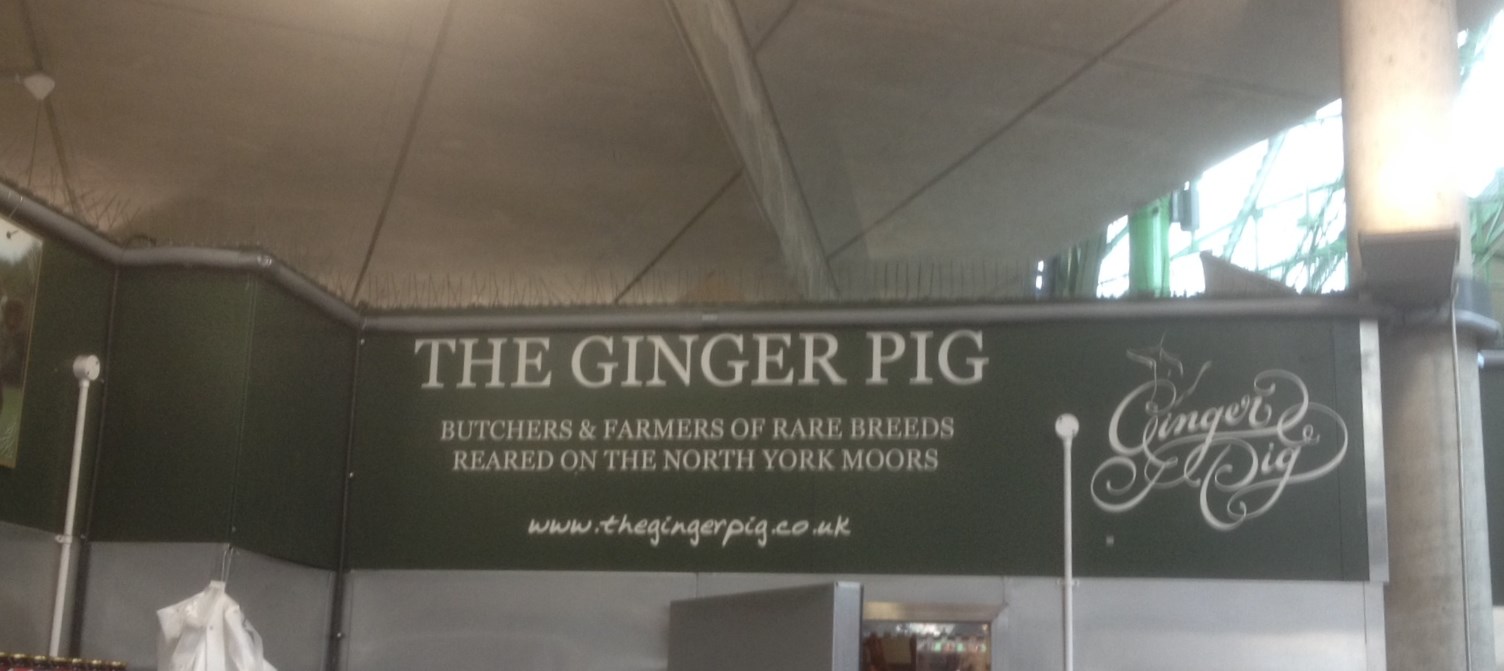 THE GINGER PIG
BUTCHERS & FARMERS OF RARE BREEDS
REARED ON THE NORTH YORK MOORS
www.thegingerpig.co.uk
Ginger
Pig